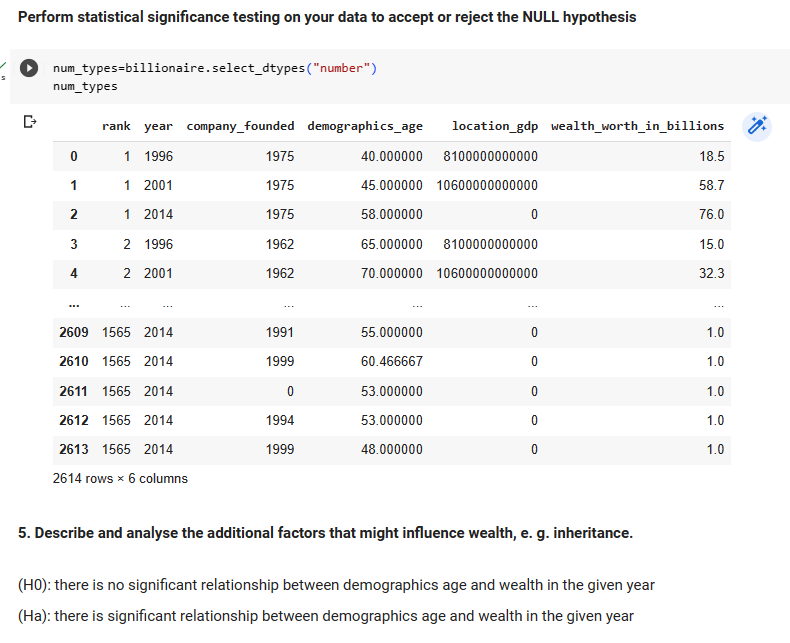 Perform statistical significance testing on your data to accept or reject the NULL hypothesis
num_types=billionaire.select_dtypes("number")
num_types
s
rank year company_founded demographics_age location_gdp wealth_worth_in_billions
0 1 1996 1975 40.000000 8100000000000 18.5
1 1 2001 1975 45.000000 10600000000000 58.7
2 1 2014 1975 58.000000 0 76.0
3 2 1996 1962 65.000000 8100000000000 15.0
4 2 2001 1962 70.000000 10600000000000 32.3
... ... ... ... ... ... ...
2609 1565 2014 1991 55.000000 0 1.0
2610 1565 2014 1999 60.466667 0 1.0
2611 1565 2014 0 53.000000 0 1.0
2612 1565 2014 1994 53.000000 0 1.0
2613 1565 2014 1999 48.000000 0 1.0
2614 rows × 6 columns
5. Describe and analyse the additional factors that might influence wealth, e. g. inheritance.
(H0): there is no significant relationship between demographics age and wealth in the given year
(Ha): there is significant relationship between demographics age and wealth in the given year